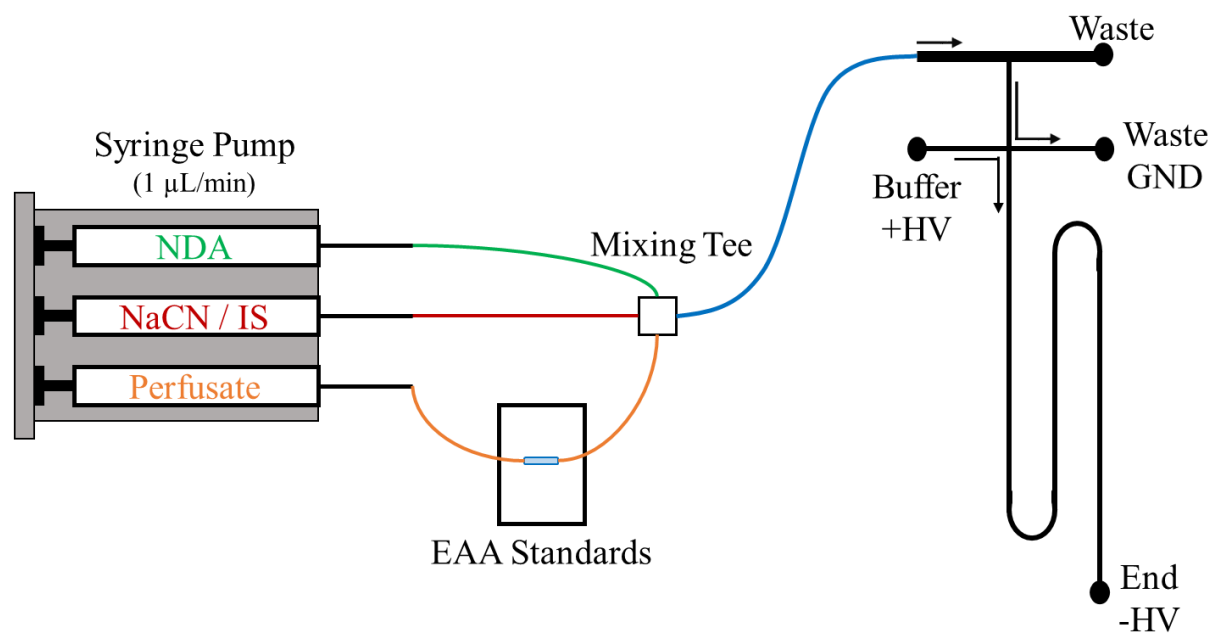 Syringe Pump
(1 µL/min)
NDA
NaCN / IS
Perfusate
EAA Standards
Mixing Tee
Waste
Waste
GND
Buffer
+HV
End
-HV